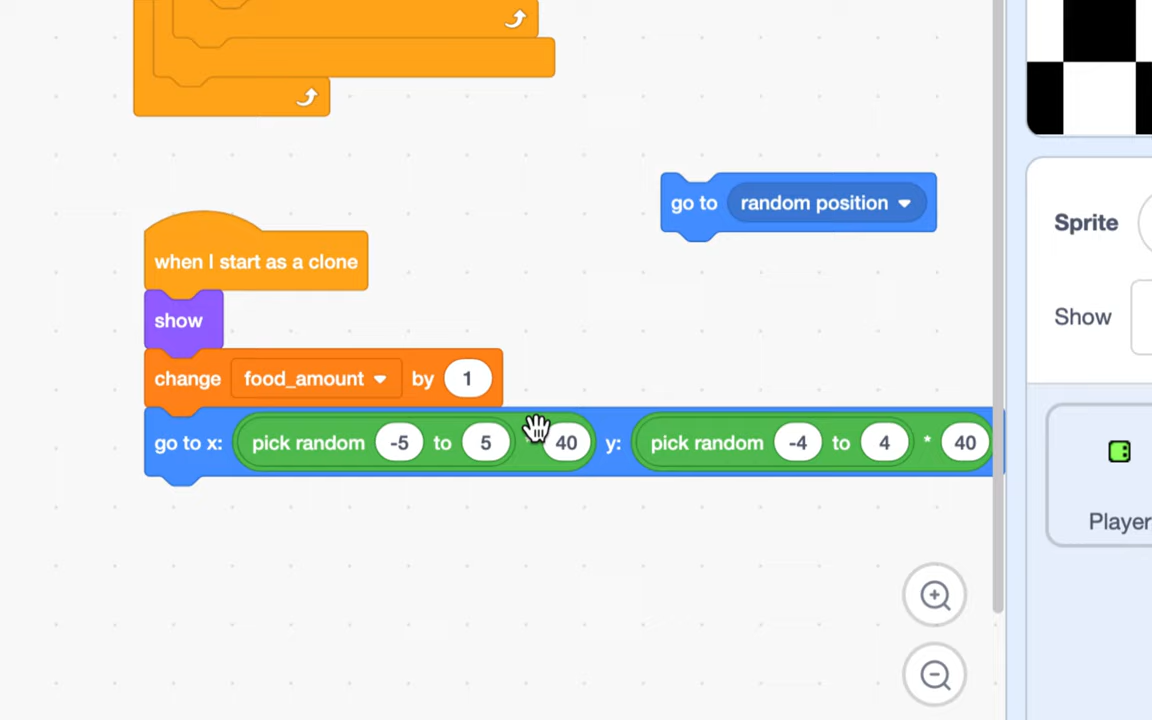 go to random position
Sprite
when I start as a clone
Show
show
change food_amount by 1
go to x: pick random -5 to 5 40 y: pick random -4 to 4 * 40
Player